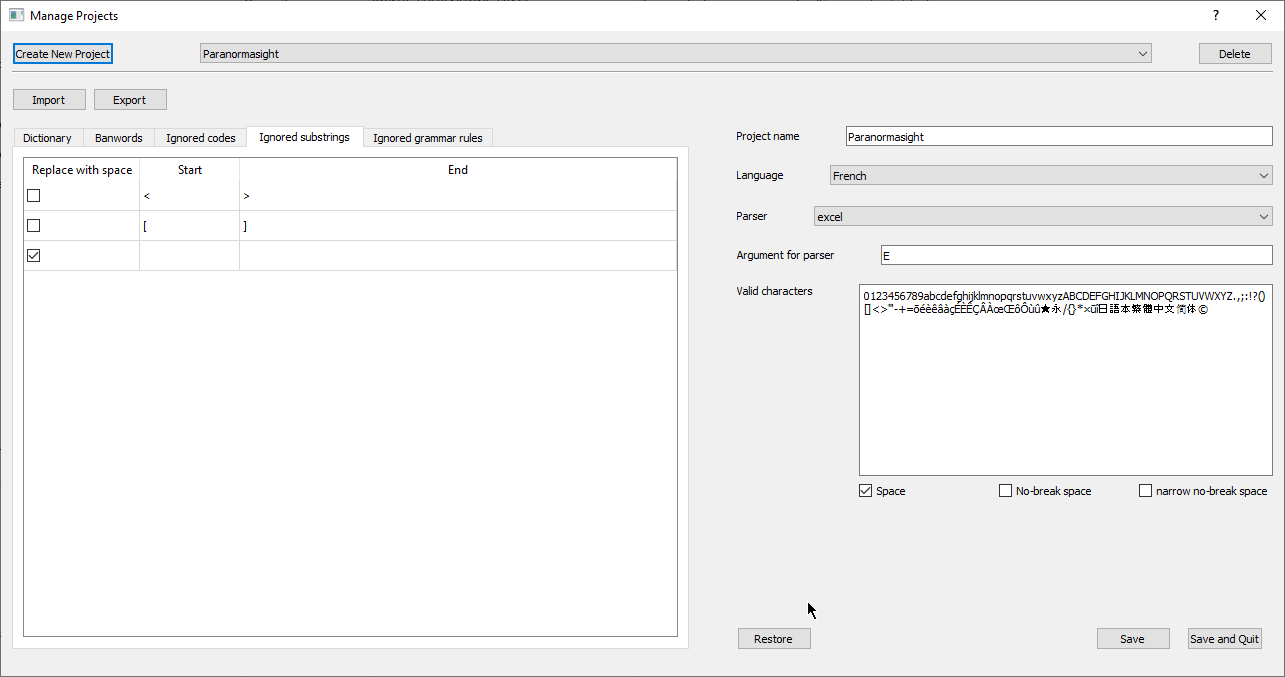 Manage Projects
?
Create New Project
Paranormasight
Delete
Import
Export
Dictionary
Banwords
Ignored codes
Ignored substrings
Ignored grammar rules
Replace with space
Start
End
<
>
[
]
Project name
Paranormasight
Language
French
Parser
excel
Argument for parser
E
Valid characters
0123456789abcdefghijklmnopqrstuvwxyzABCDEFGHIJKLMNOPQRSTUVWXYZ.,;:!?()
[]<>"-+=õéèêâàçÉÈÊÇÂÀœŒôÔùû★永/{}*×ūî日語本繁體中文简体©
Space
No-break space
narrow no-break space
Restore
Save
Save and Quit